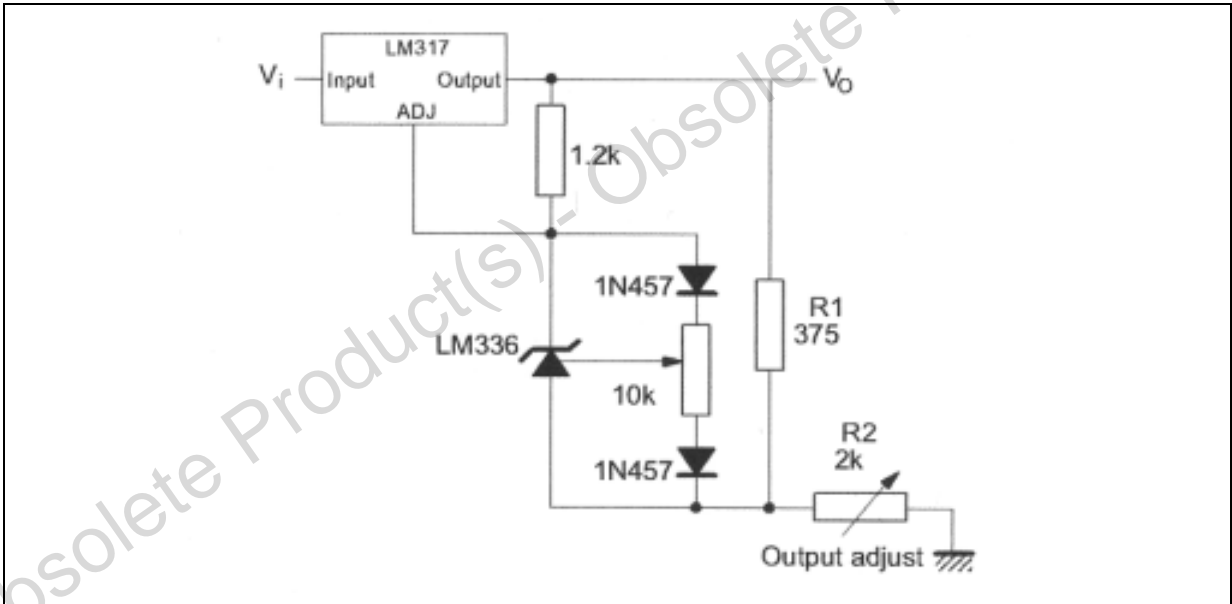 LM317
Vi
Input
Output
VO
ADJ
1.2k
1N457
R1
375
LM336
10k
R2
2k
1N457
Output adjust
Obsolete Product(s) - Obsolete